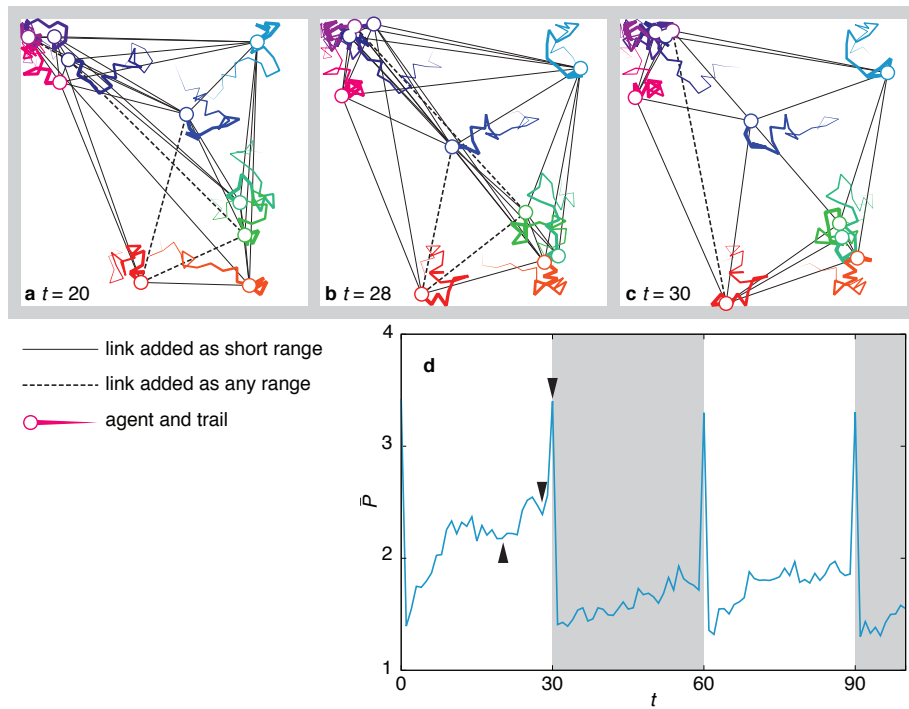 a t = 20
b t = 28
c t = 30
link added as short range
link added as any range
agent and trail
d
4
3
2
1
P̄
0 30 60 90
t